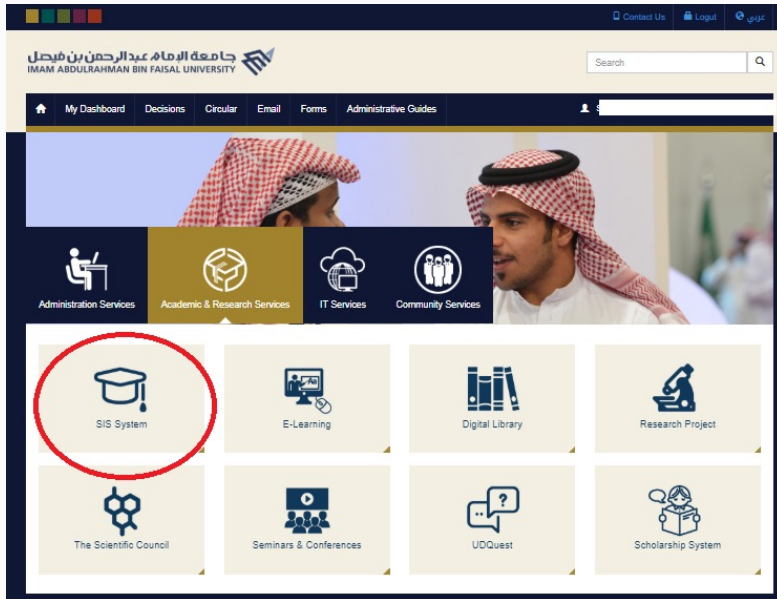 Contact Us Logut عربي
جامعة الإمام عبدالرحمن بن فيصل
IMAM ABDULRAHMAN BIN FAISAL UNIVERSITY
Search
My Dashboard Decisions Circular Email Forms Administrative Guides
Administration Services Academic & Research Services IT Services Community Services
SIS System E-Learning Digital Library Research Project
The Scientific Council Seminars & Conferences UDQuest Scholarship System